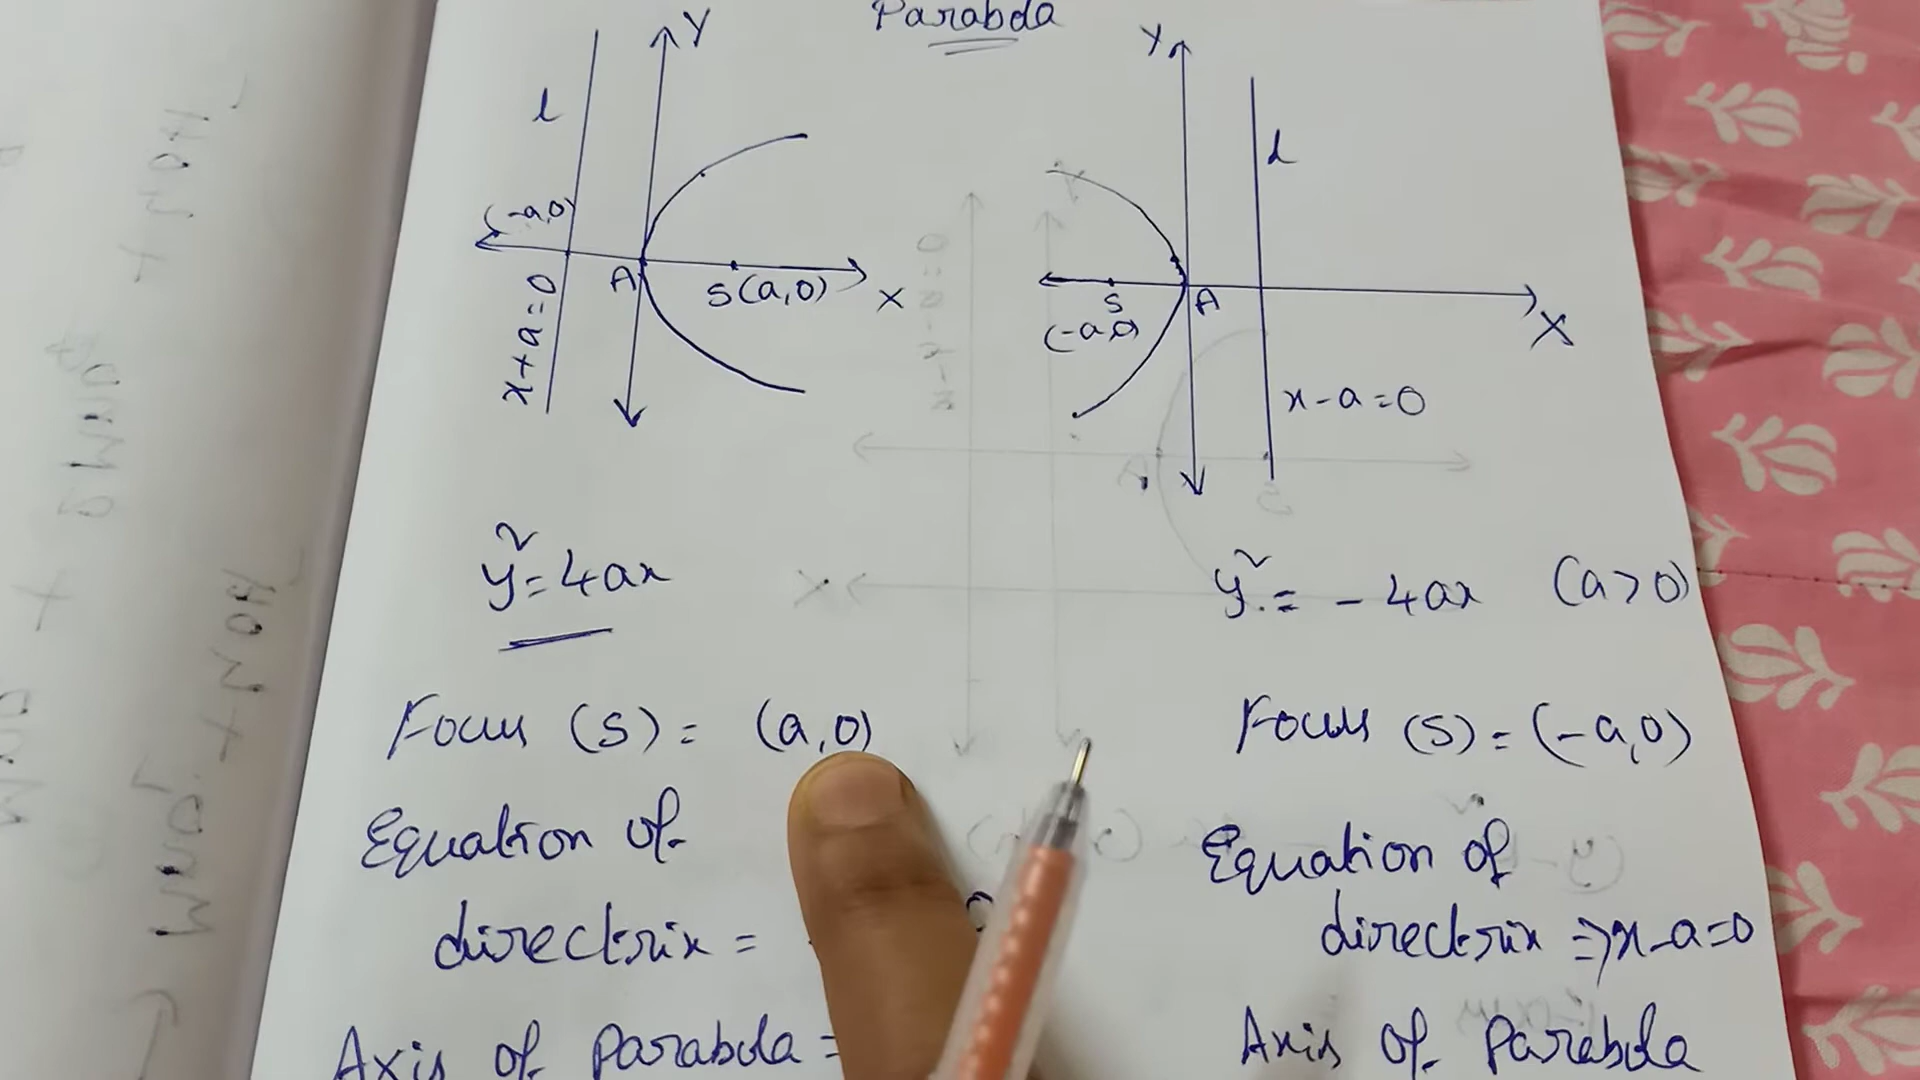 Parabola
Y
l
(-a,0)
A
S(a,0)
X
x+a=0
Y
l
S
(-a,0)
A
X
x-a=0
y²=4ax
y²=-4ax (a>0)
Focus (S) = (a,0)
Focus (S) = (-a,0)
Equation of
directrix =
Equation of
directrix ⇒ x-a=0
Axis of Parabola =
Axis of Parabola